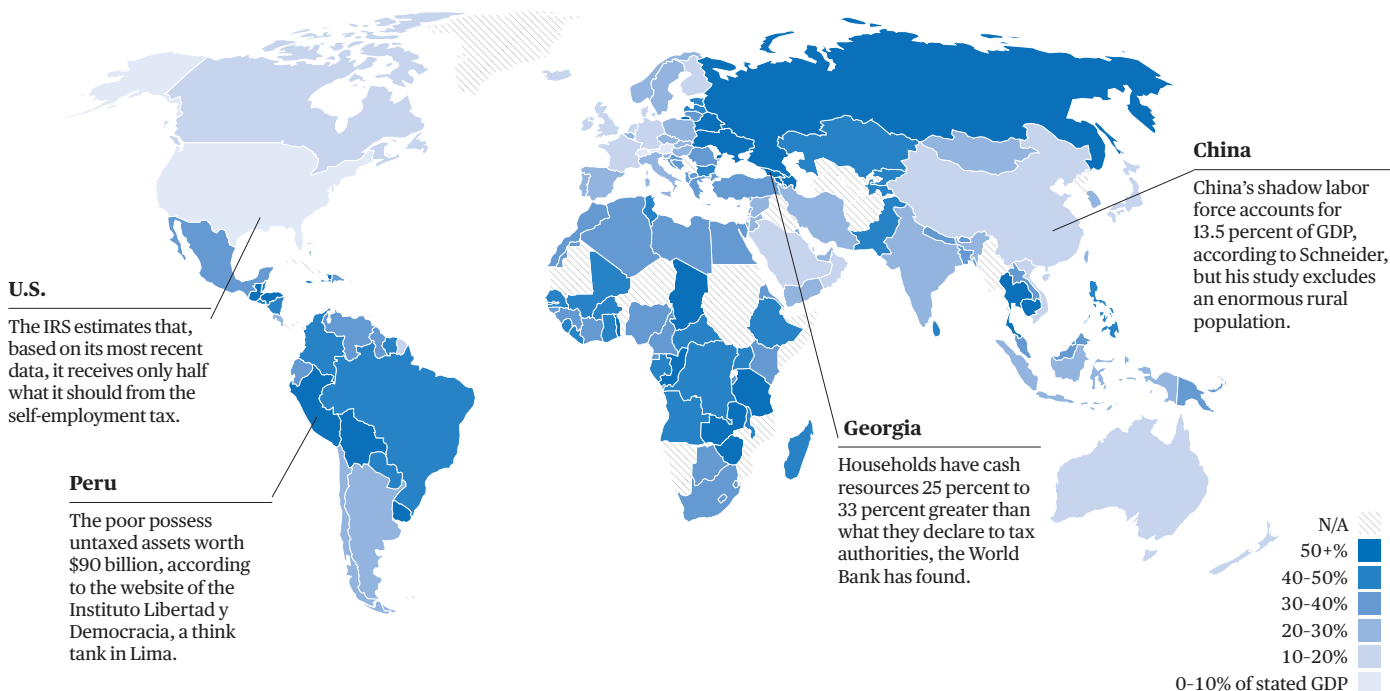 U.S.
The IRS estimates that,
based on its most recent
data, it receives only half
what it should from the
self-employment tax.
Peru
The poor possess
untaxed assets worth
$90 billion, according
to the website of the
Instituto Libertad y
Democracia, a think
tank in Lima.
Georgia
Households have cash
resources 25 percent to
33 percent greater than
what they declare to tax
authorities, the World
Bank has found.
China
China’s shadow labor
force accounts for
13.5 percent of GDP,
according to Schneider,
but his study excludes
an enormous rural
population.
N/A
50+%
40-50%
30-40%
20-30%
10-20%
0-10% of stated GDP